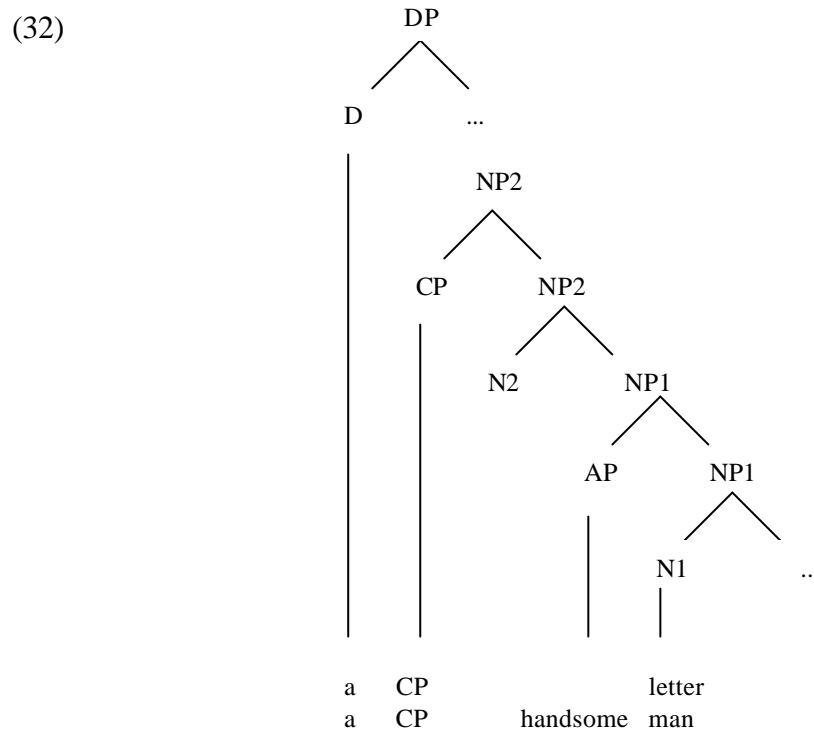 (32)
DP
D ...
NP2
CP NP2
N2 NP1
AP NP1
N1 ..
a CP letter
a CP handsome man